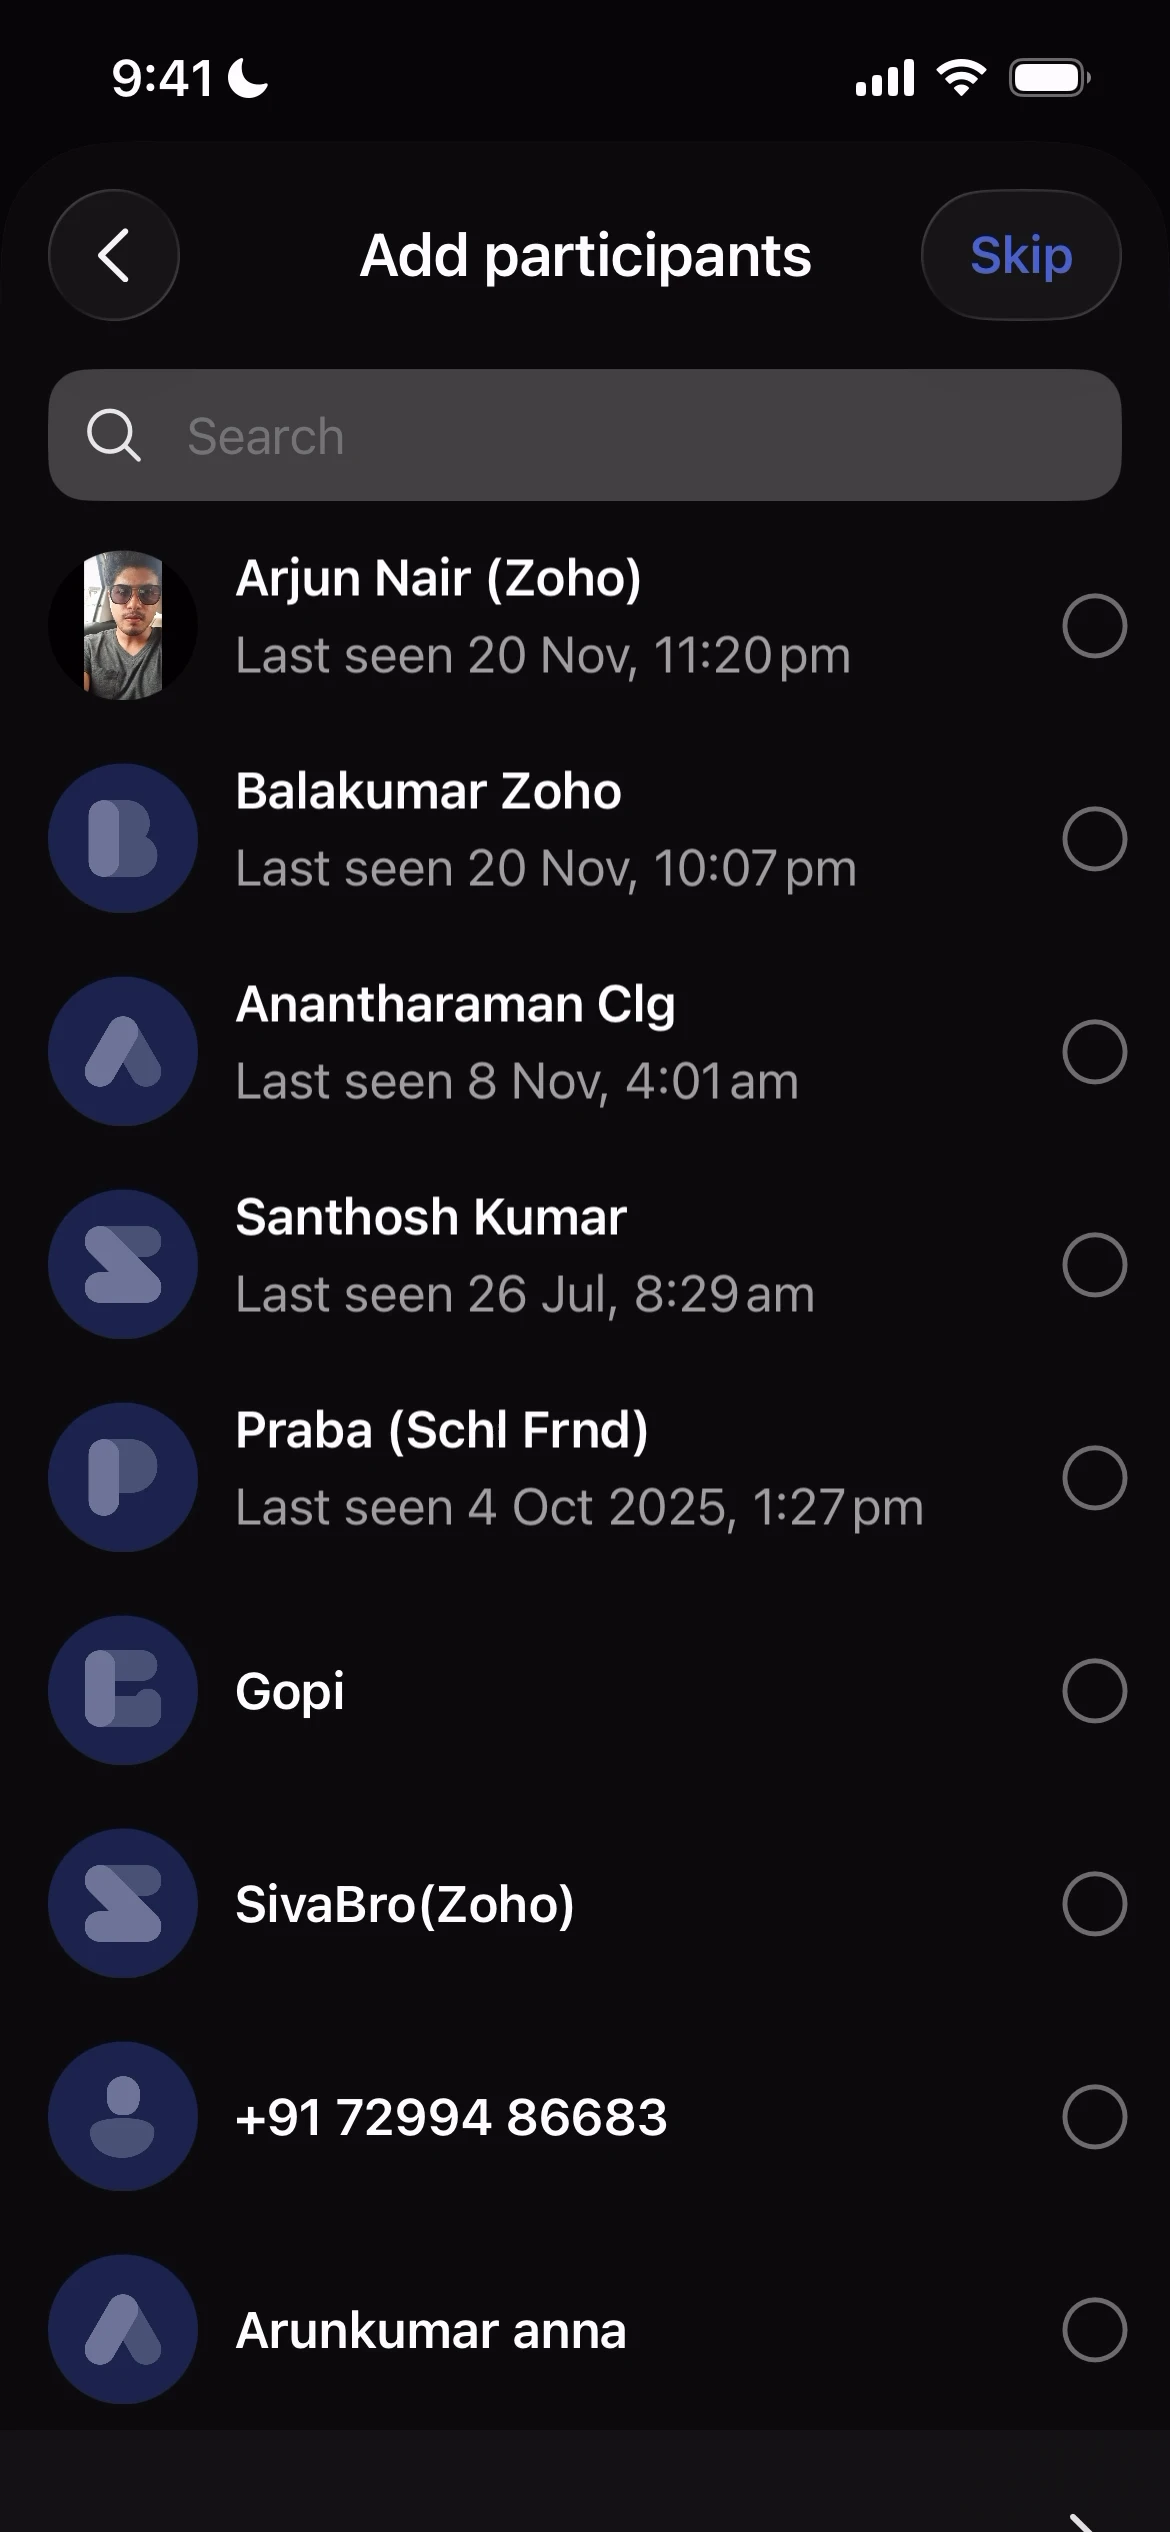 9:41
Add participants
Skip
Search
Arjun Nair (Zoho)
Last seen 20 Nov, 11:20 pm
Balakumar Zoho
Last seen 20 Nov, 10:07 pm
Anantharaman Clg
Last seen 8 Nov, 4:01 am
Santhosh Kumar
Last seen 26 Jul, 8:29 am
Praba (Schl Frnd)
Last seen 4 Oct 2025, 1:27 pm
Gopi
SivaBro(Zoho)
+91 72994 86683
Arunkumar anna